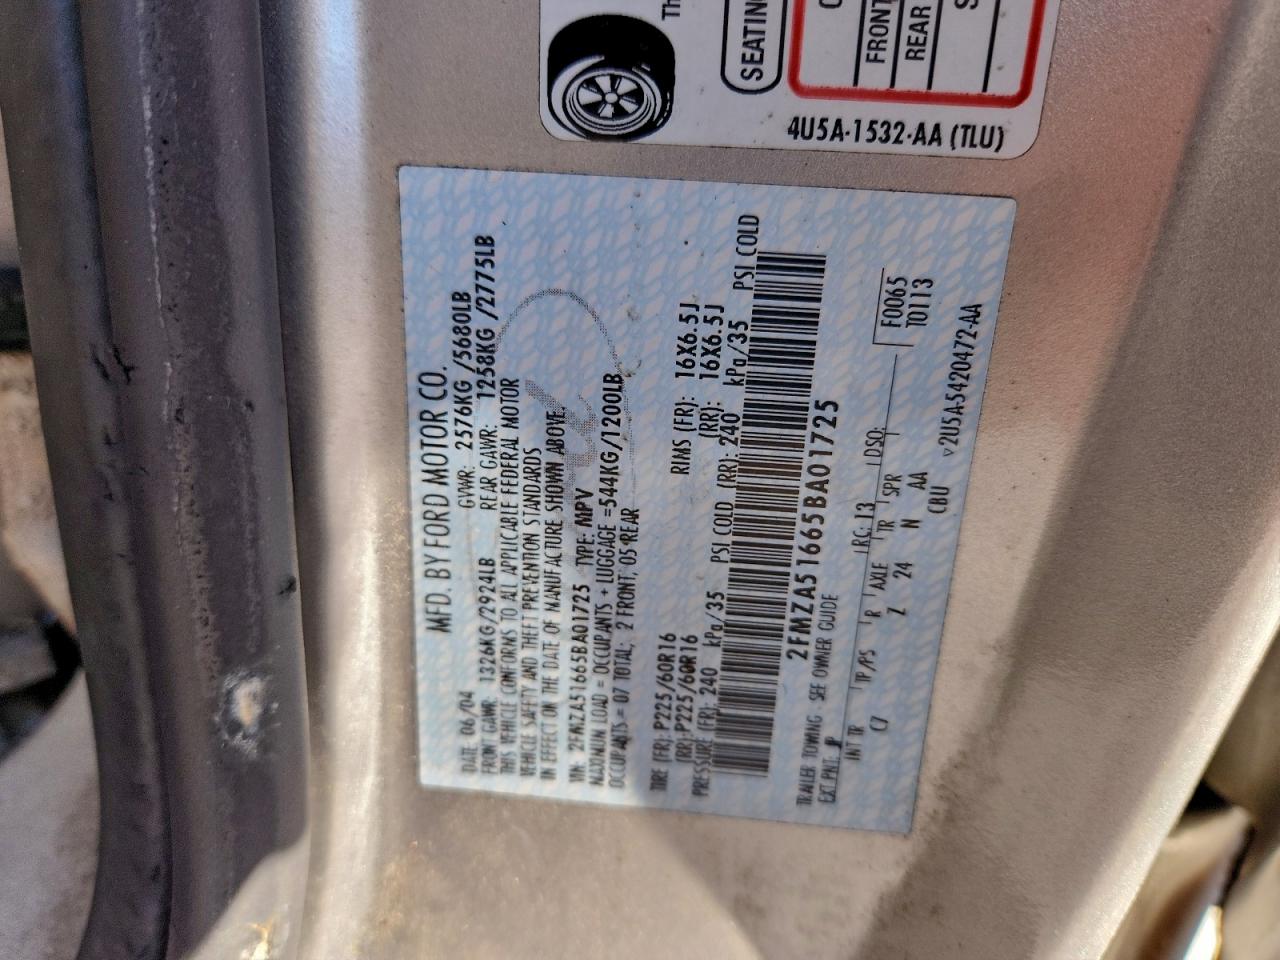 Th
SEATING
FRONT
REAR
4U5A-1532-AA (TLU)
MFD. BY FORD MOTOR CO.
DATE: 06/04 GVWR: 2576KG /5680LB
FRONT GAWR: 1326KG/2924LB REAR GAWR: 1258KG /2775LB
THIS VEHICLE CONFORMS TO ALL APPLICABLE FEDERAL MOTOR
VEHICLE SAFETY AND THEFT PREVENTION STANDARDS
IN EFFECT ON THE DATE OF MANUFACTURE SHOWN ABOVE.
VIN: 2FMZA51665BA01725 TYPE: MPV
MAXIMUM LOAD = OCCUPANTS + LUGGAGE =544KG/1200LB
OCCUPANTS = 07 TOTAL; 2 FRONT, 05 REAR
TIRE (FR): P225/60R16 RIMS (FR): 16X6.5J
(RR): P225/60R16 (RR): 16X6.5J
PRESSURE (FR): 240 kPa/35 PSI COLD (RR): 240 kPa/35 PSI COLD
2FMZA51665BA01725
TRAILER TOWING SEE OWNER GUIDE
EXT PNT: JP RC: 13 DSO: F0065
INT TR TP/PS R AXLE TR SPR T0113
C7 Z 24 N AA
CBU
v2U5A-5420472-AA